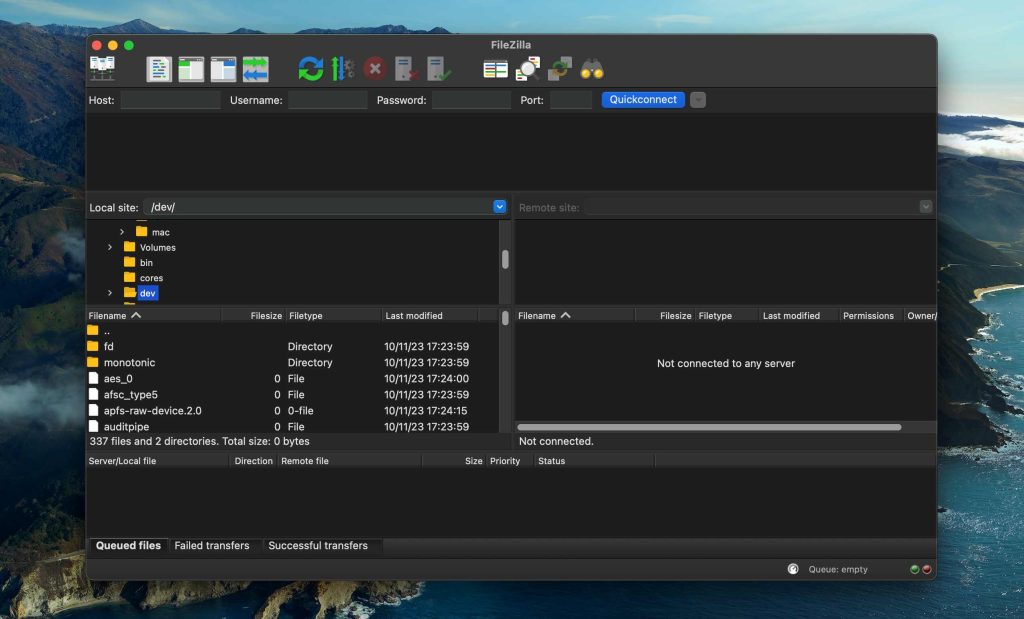 FileZilla
Host: Username: Password: Port: Quickconnect
Local site: /dev/
Remote site:
mac
Volumes
bin
cores
dev
Filename Filesize Filetype Last modified
..
fd Directory 10/11/23 17:23:59
monotonic Directory 10/11/23 17:23:59
aes_0 0 File 10/11/23 17:24:00
afsc_type5 0 File 10/11/23 17:23:59
apfs-raw-device.2.0 0 0-file 10/11/23 17:24:15
auditpipe 0 File 10/11/23 17:23:59
337 files and 2 directories. Total size: 0 bytes
Filename Filesize Filetype Last modified Permissions Owner/
Not connected to any server
Not connected.
Server/Local file Direction Remote file Size Priority Status
Queued files Failed transfers Successful transfers
Queue: empty